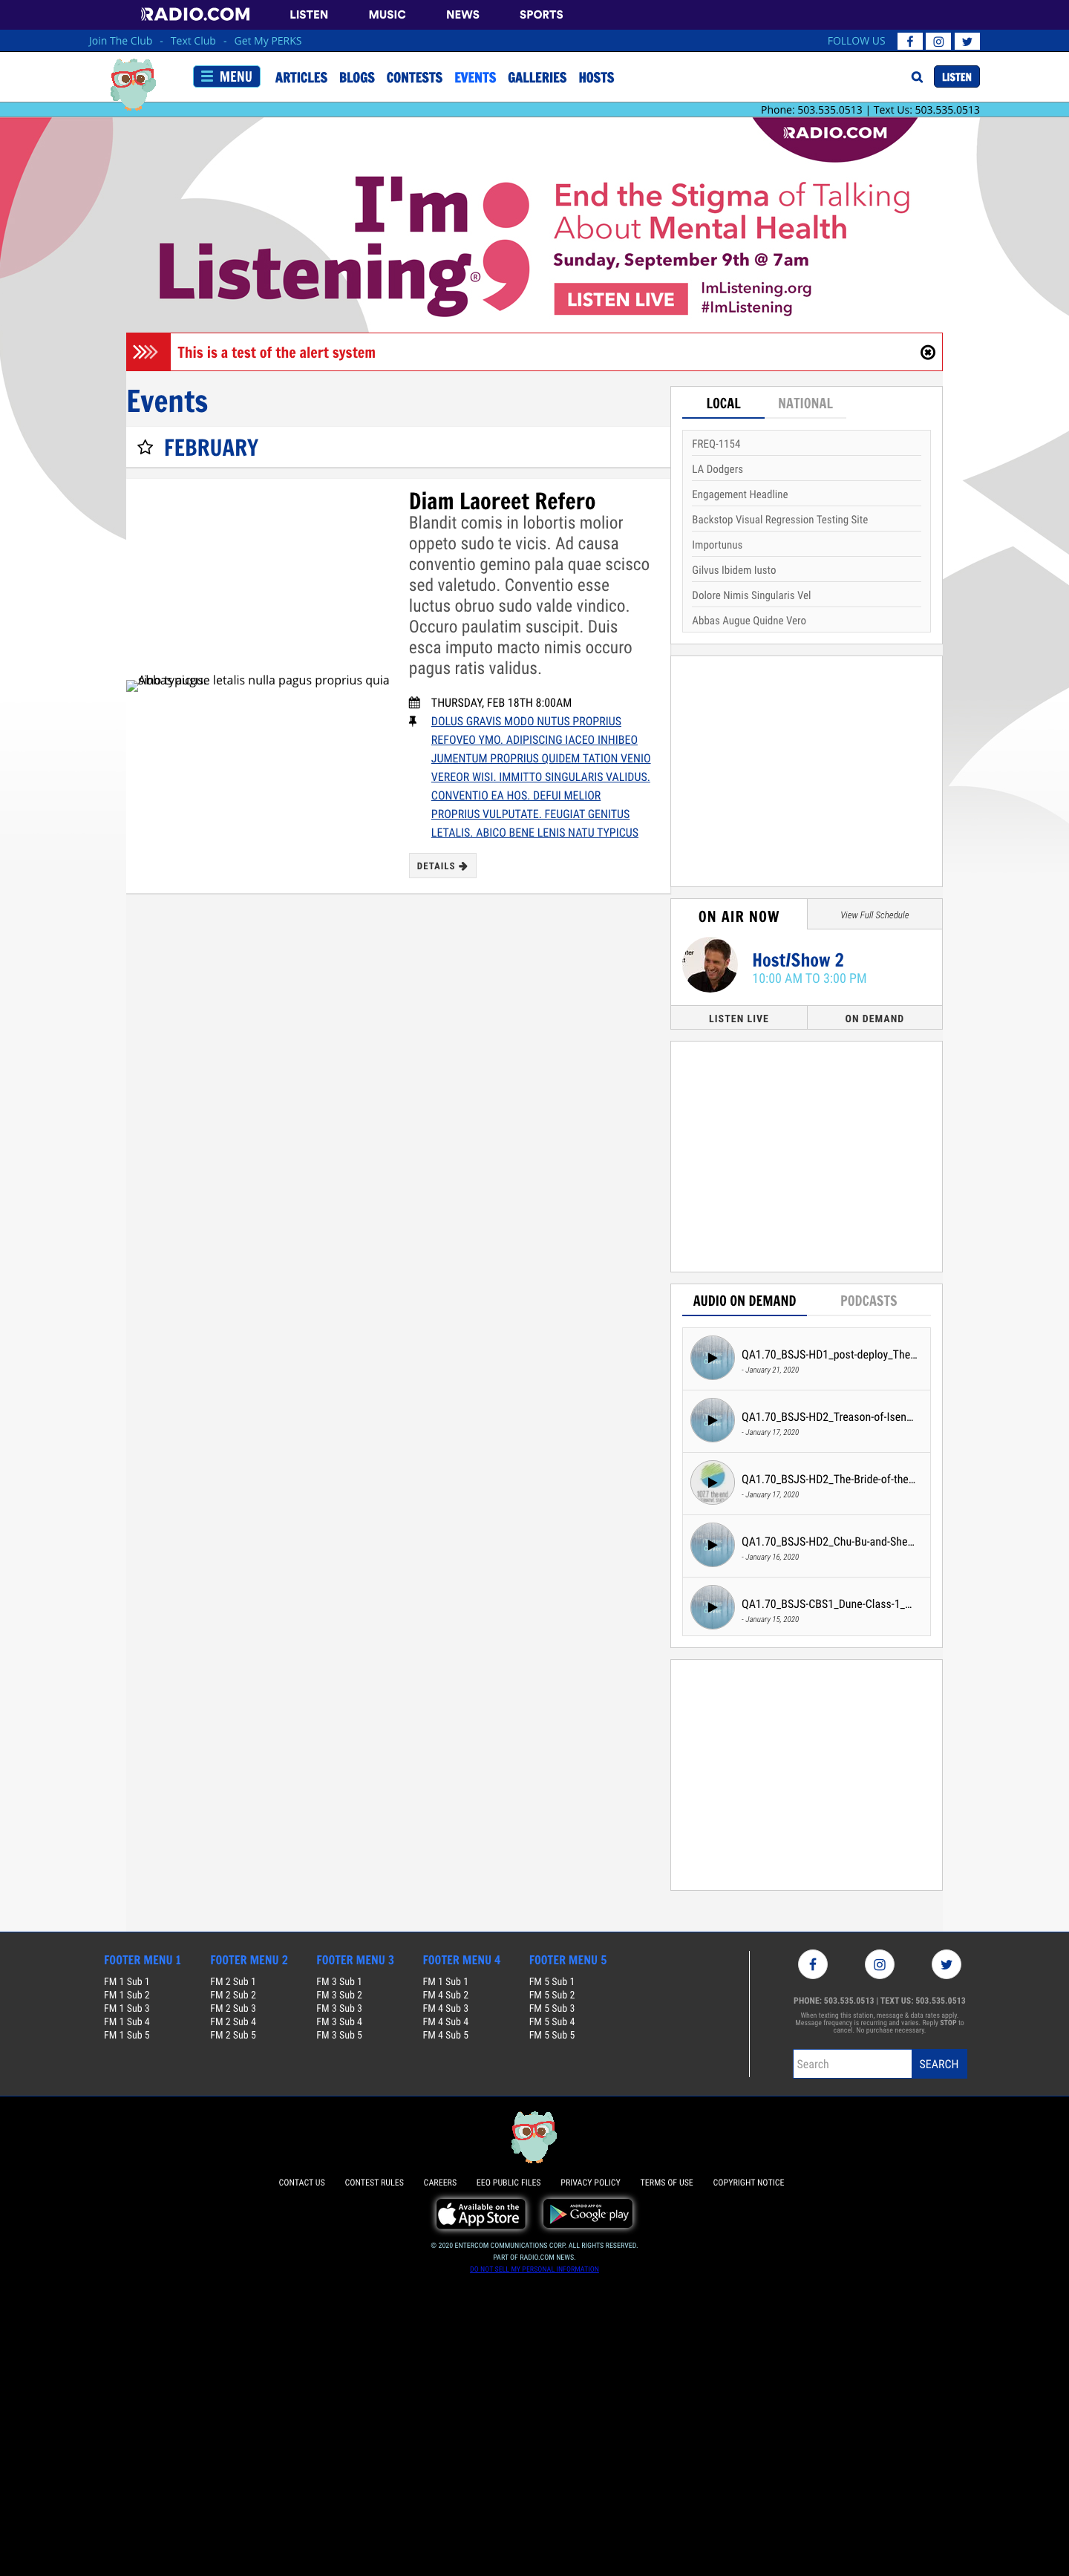 RADIO.COM LISTEN MUSIC NEWS SPORTS
Join The Club - Text Club - Get My PERKS FOLLOW US
MENU ARTICLES BLOGS CONTESTS EVENTS GALLERIES HOSTS LISTEN
Phone: 503.535.0513 | Text Us: 503.535.0513
RADIO.COM
I'm
Listening®
End the Stigma of Talking
About Mental Health
Sunday, September 9th @ 7am
LISTEN LIVE
ImListening.org
#ImListening
This is a test of the alert system
Events
FEBRUARY
Diam Laoreet Refero
Blandit comis in lobortis molior
oppeto sudo te vicis. Ad causa
conventio gemino pala quae scisco
sed valetudo. Conventio esse
luctus obruo sudo valde vindico.
Occuro paulatim suscipit. Duis
esca imputo macto nimis occuro
pagus ratis validus.
augue letalis nulla pagus proprius quia
THURSDAY, FEB 18TH 8:00AM
DOLUS GRAVIS MODO NUTUS PROPRIUS
REFOVEO YMO. ADIPISCING IACEO INHIBEO
JUMENTUM PROPRIUS QUIDEM TATION VENIO
VEREOR WISI. IMMITTO SINGULARIS VALIDUS.
CONVENTIO EA HOS. DEFUI MELIOR
PROPRIUS VULPUTATE. FEUGIAT GENITUS
LETALIS. ABICO BENE LENIS NATU TYPICUS
DETAILS
LOCAL NATIONAL
FREQ-1154
LA Dodgers
Engagement Headline
Backstop Visual Regression Testing Site
Importunus
Gilvus Ibidem Iusto
Dolore Nimis Singularis Vel
Abbas Augue Quidne Vero
ON AIR NOW View Full Schedule
Host/Show 2
10:00 AM TO 3:00 PM
LISTEN LIVE ON DEMAND
AUDIO ON DEMAND PODCASTS
QA1.70_BSJS-HD1_post-deploy_The...
- January 21, 2020
QA1.70_BSJS-HD2_Treason-of-Isen...
- January 17, 2020
QA1.70_BSJS-HD2_The-Bride-of-the...
- January 17, 2020
QA1.70_BSJS-HD2_Chu-Bu-and-She...
- January 16, 2020
QA1.70_BSJS-CBS1_Dune-Class-1_...
- January 15, 2020
FOOTER MENU 1 FOOTER MENU 2 FOOTER MENU 3 FOOTER MENU 4 FOOTER MENU 5
FM 1 Sub 1 FM 2 Sub 1 FM 3 Sub 1 FM 1 Sub 1 FM 5 Sub 1
FM 1 Sub 2 FM 2 Sub 2 FM 3 Sub 2 FM 4 Sub 2 FM 5 Sub 2
FM 1 Sub 3 FM 2 Sub 3 FM 3 Sub 3 FM 4 Sub 3 FM 5 Sub 3
FM 1 Sub 4 FM 2 Sub 4 FM 3 Sub 4 FM 4 Sub 4 FM 5 Sub 4
FM 1 Sub 5 FM 2 Sub 5 FM 3 Sub 5 FM 4 Sub 5 FM 5 Sub 5
PHONE: 503.535.0513 | TEXT US: 503.535.0513
When texting this station, message & data rates apply.
Message frequency is recurring and varies. Reply STOP to
cancel. No purchase necessary.
Search SEARCH
CONTACT US CONTEST RULES CAREERS EEO PUBLIC FILES PRIVACY POLICY TERMS OF USE COPYRIGHT NOTICE
Available on the
App Store
ANDROID APP ON
Google play
© 2020 ENTERCOM COMMUNICATIONS CORP. ALL RIGHTS RESERVED.
PART OF RADIO.COM NEWS.
DO NOT SELL MY PERSONAL INFORMATION